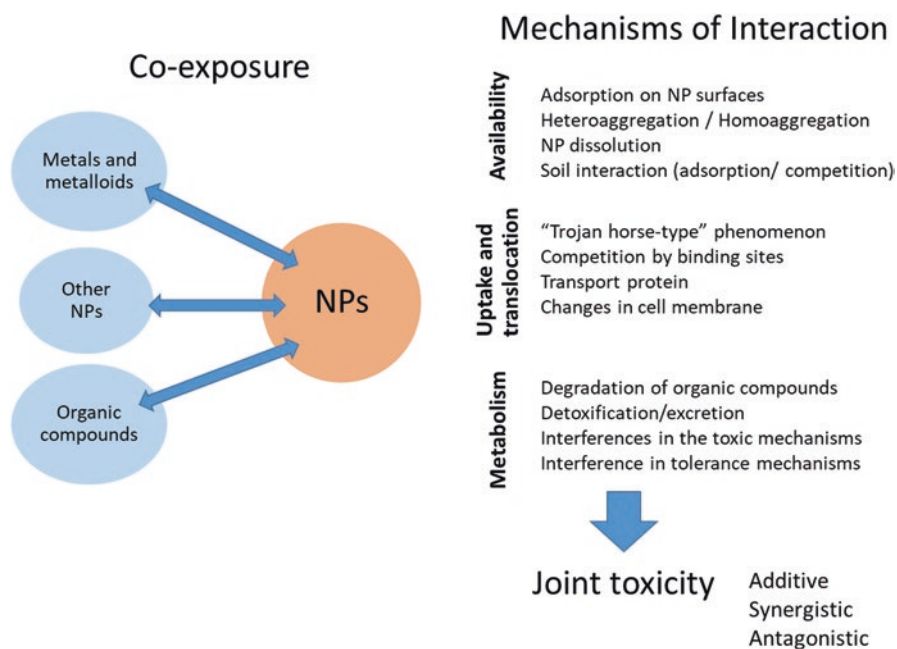 Co-exposure
Metals and
metalloids
Other
NPs
Organic
compounds
NPs
Mechanisms of Interaction
Availability
Adsorption on NP surfaces
Heteroaggregation / Homoaggregation
NP dissolution
Soil interaction (adsorption/ competition)
Uptake and
translocation
“Trojan horse-type” phenomenon
Competition by binding sites
Transport protein
Changes in cell membrane
Metabolism
Degradation of organic compounds
Detoxification/excretion
Interferences in the toxic mechanisms
Interference in tolerance mechanisms
Joint toxicity
Additive
Synergistic
Antagonistic